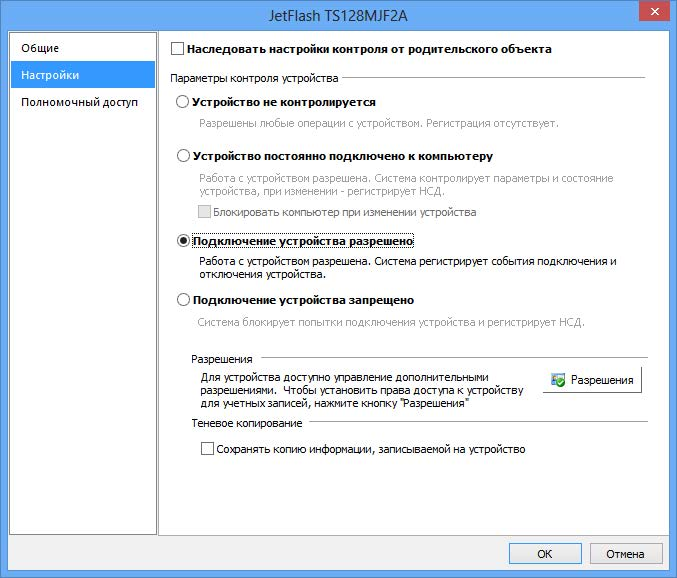 JetFlash TS128MJF2A
Общие
Настройки
Полномочный доступ
Наследовать настройки контроля от родительского объекта
Параметры контроля устройства
Устройство не контролируется
Разрешены любые операции с устройством. Регистрация отсутствует.
Устройство постоянно подключено к компьютеру
Работа с устройством разрешена. Система контролирует параметры и состояние
устройства, при изменении - регистрирует НСД.
Блокировать компьютер при изменении устройства
Подключение устройства разрешено
Работа с устройством разрешена. Система регистрирует события подключения и
отключения устройства.
Подключение устройства запрещено
Система блокирует попытки подключения устройства и регистрирует НСД.
Разрешения
Для устройства доступно управление дополнительными
разрешениями. Чтобы установить права доступа к устройству
для учетных записей, нажмите кнопку "Разрешения"
Разрешения
Теневое копирование
Сохранять копию информации, записываемой на устройство
OK
Отмена